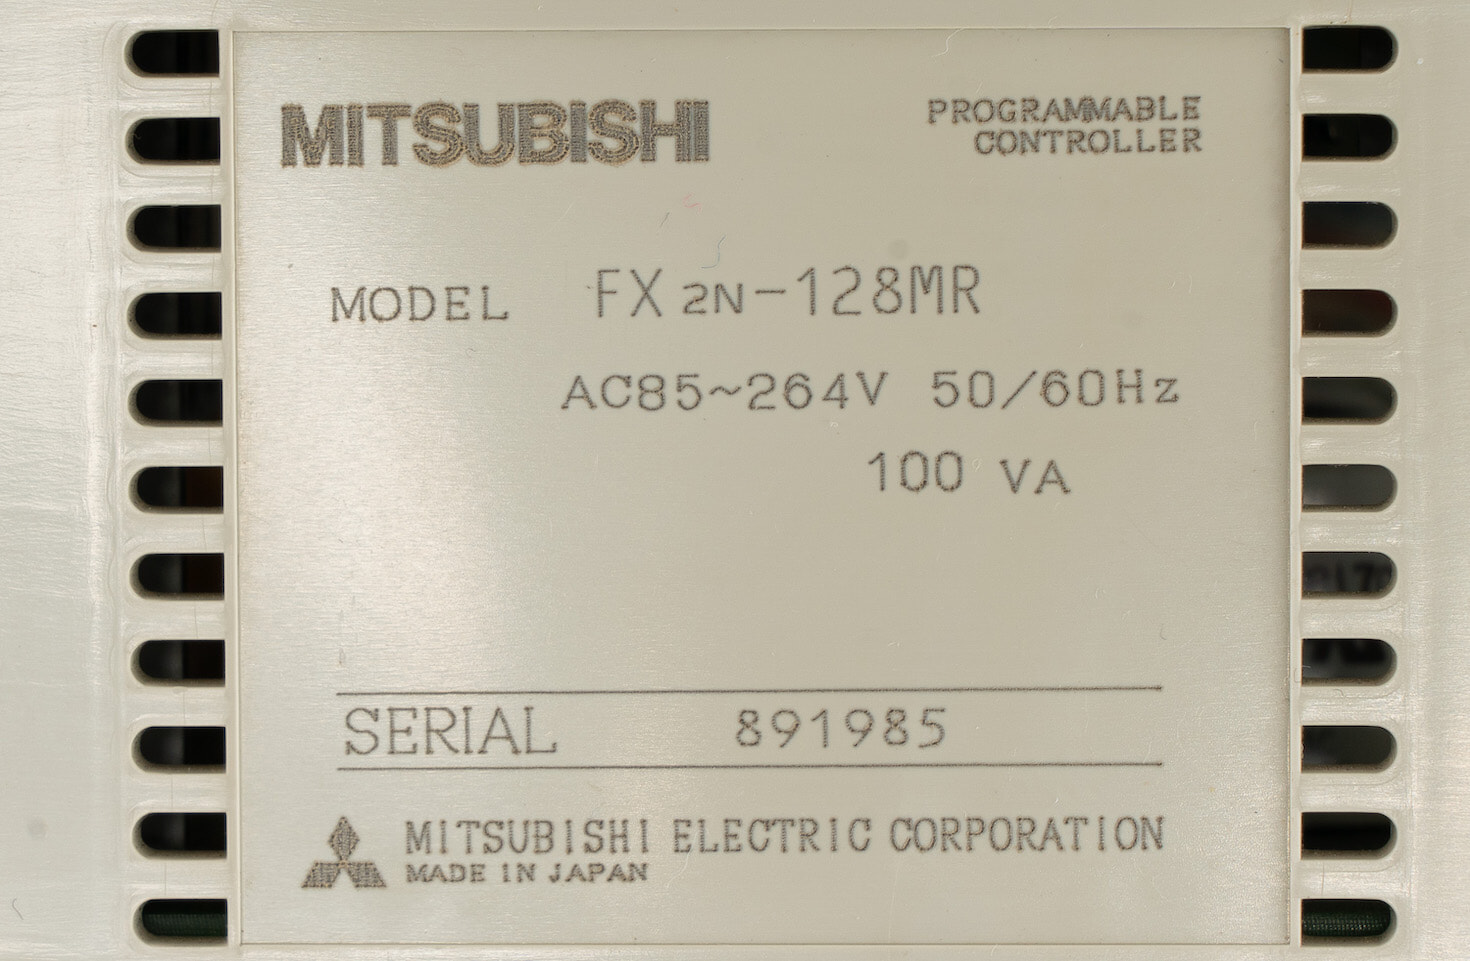 MITSUBISHI
PROGRAMMABLE
CONTROLLER
MODEL FX2N-128MR
AC85~264V 50/60Hz
100 VA
SERIAL 891985
MITSUBISHI ELECTRIC CORPORATION
MADE IN JAPAN